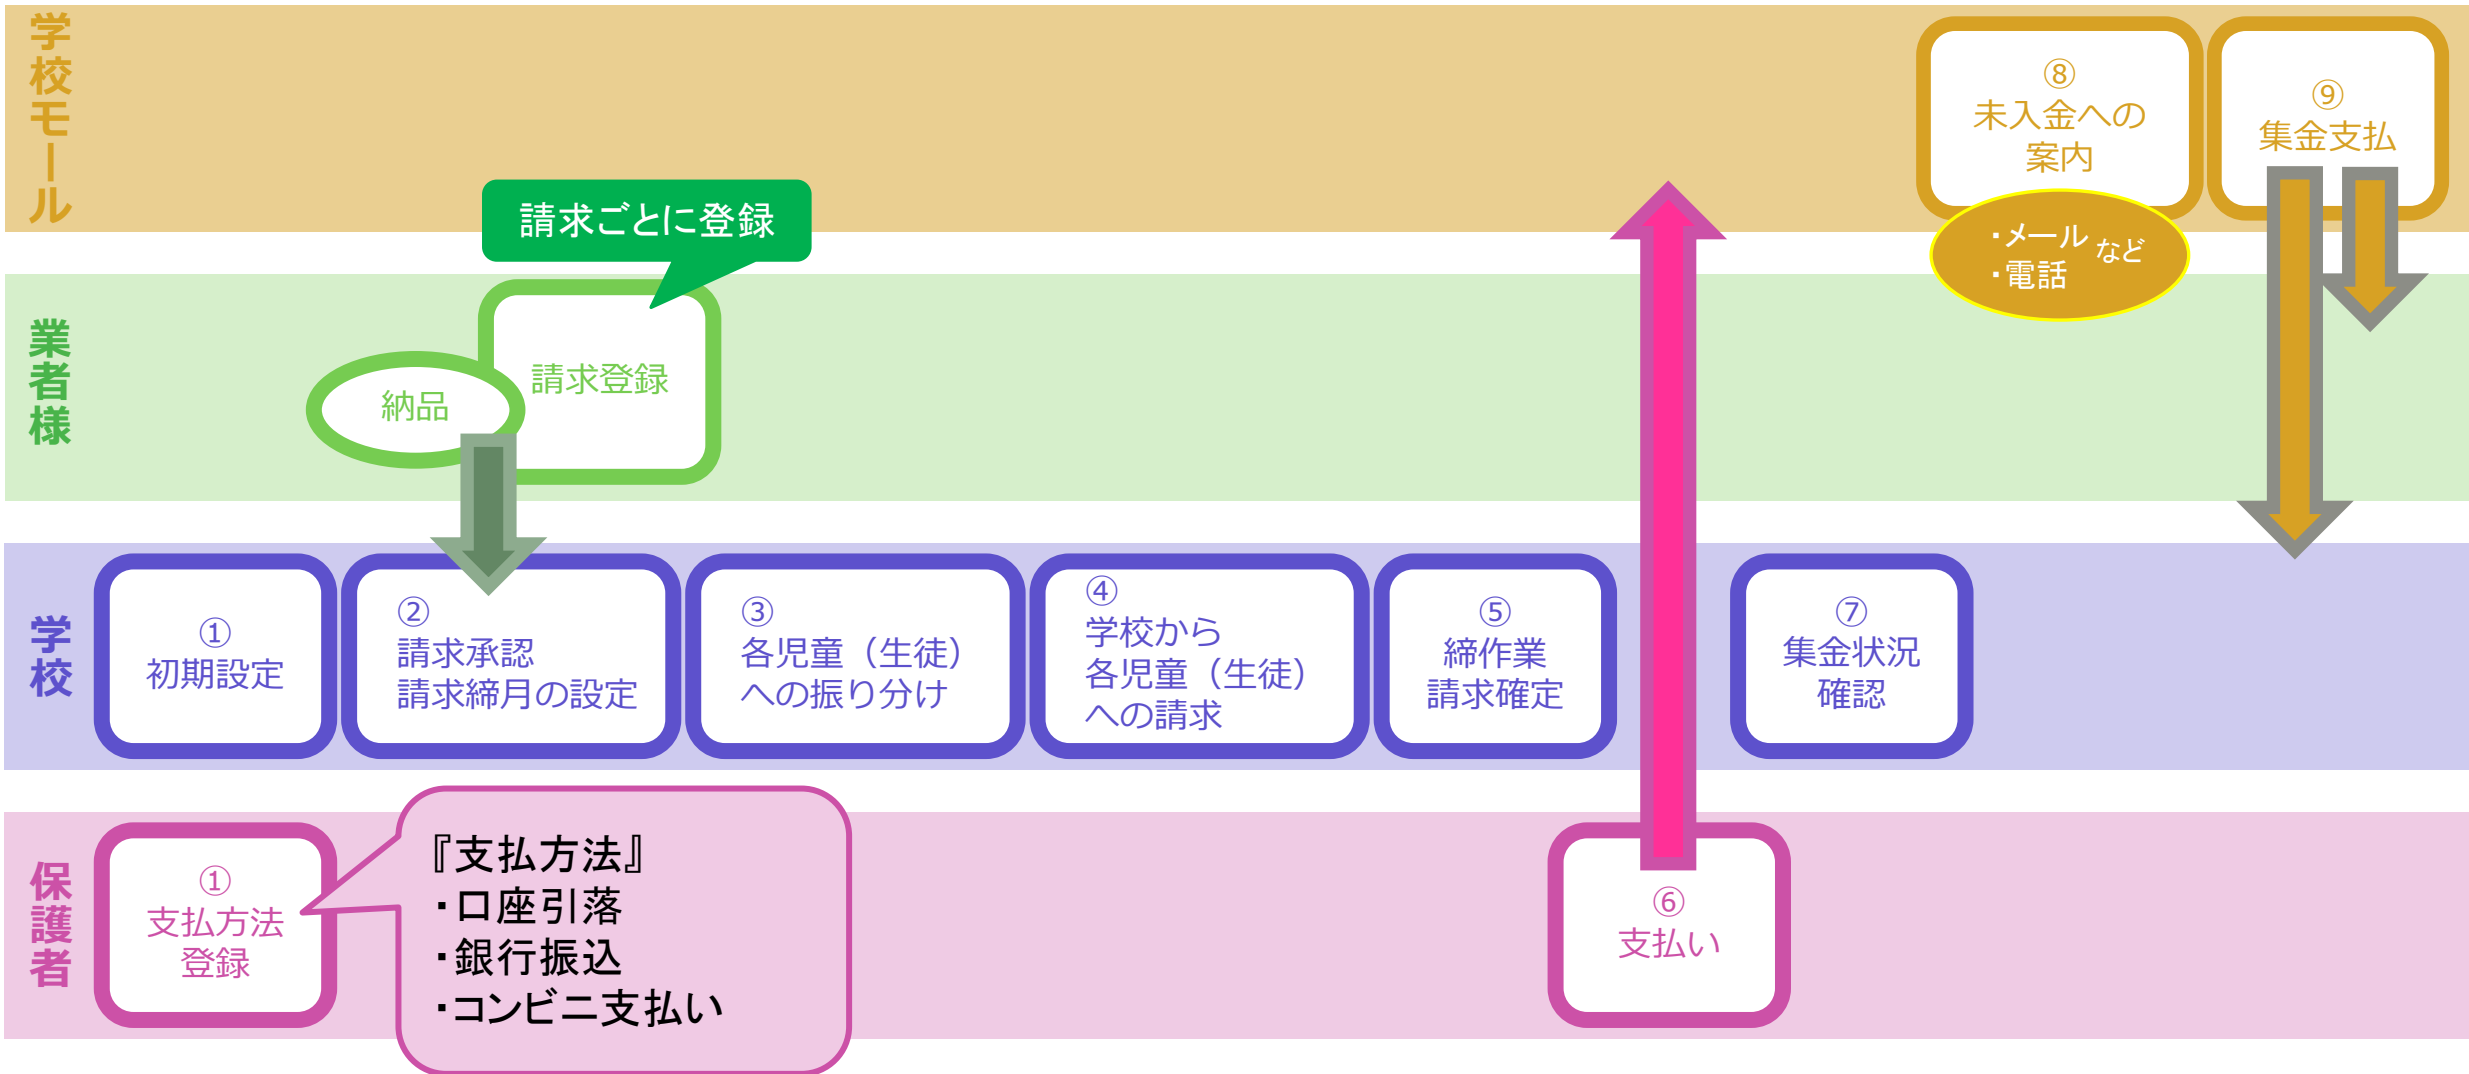 学校モール
⑧
未入金への
案内
・メール など
・電話
⑨
集金支払
業者様
請求ごとに登録
納品
請求登録
学校
①
初期設定
②
請求承認
請求締月の設定
③
各児童（生徒）
への振り分け
④
学校から
各児童（生徒）
への請求
⑤
締作業
請求確定
⑦
集金状況
確認
保護者
①
支払方法
登録
『支払方法』
・口座引落
・銀行振込
・コンビニ支払い
⑥
支払い